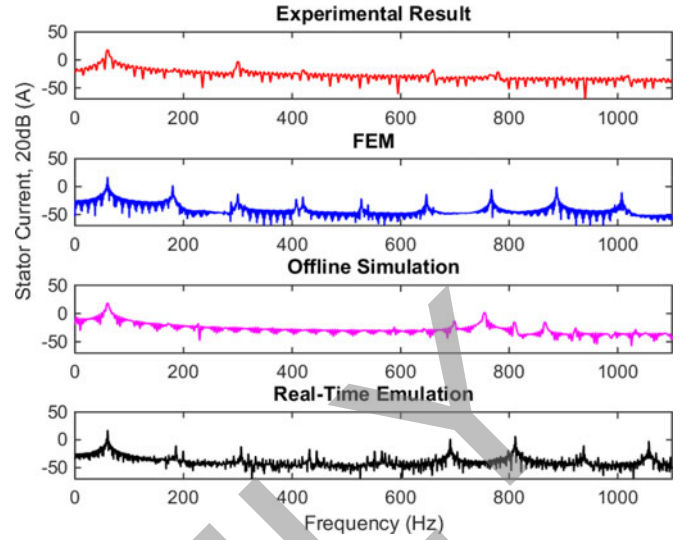 Experimental Result
50
0
-50
0 200 400 600 800 1000
FEM
50
0
-50
0 200 400 600 800 1000
Offline Simulation
50
0
-50
0 200 400 600 800 1000
Real-Time Emulation
50
0
-50
0 200 400 600 800 1000
Frequency (Hz)
Stator Current, 20dB (A)